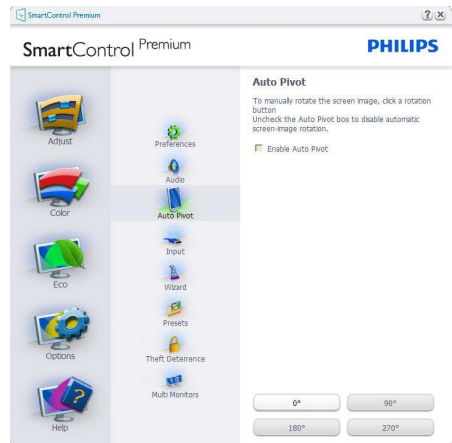 SmartControl Premium
SmartControl Premium
PHILIPS
Adjust
Color
Eco
Options
Help
Preferences
Audio
Auto Pivot
Input
Wizard
Presets
Theft Deterrence
Multi Monitors
Auto Pivot
To manually rotate the screen image, click a rotation
button
Uncheck the Auto Pivot box to disable automatic
screen-image rotation.
Enable Auto Pivot
0°
90°
180°
270°